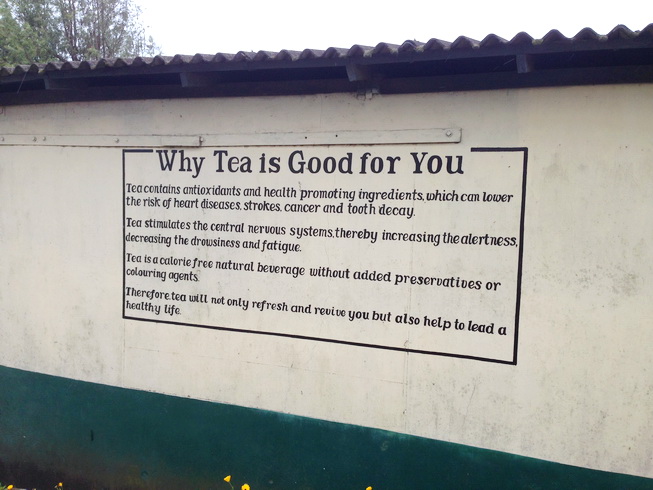 Why Tea is Good for You
Tea contains antioxidants and health promoting ingredients, which can lower
the risk of heart diseases, strokes, cancer and tooth decay.
Tea stimulates the central nervous systems, thereby increasing the alertness,
decreasing the drowsiness and fatigue.
Tea is a calorie free natural beverage without added preservatives or
colouring agents.
Therefore, tea will not only refresh and revive you but also help to lead a
healthy life.